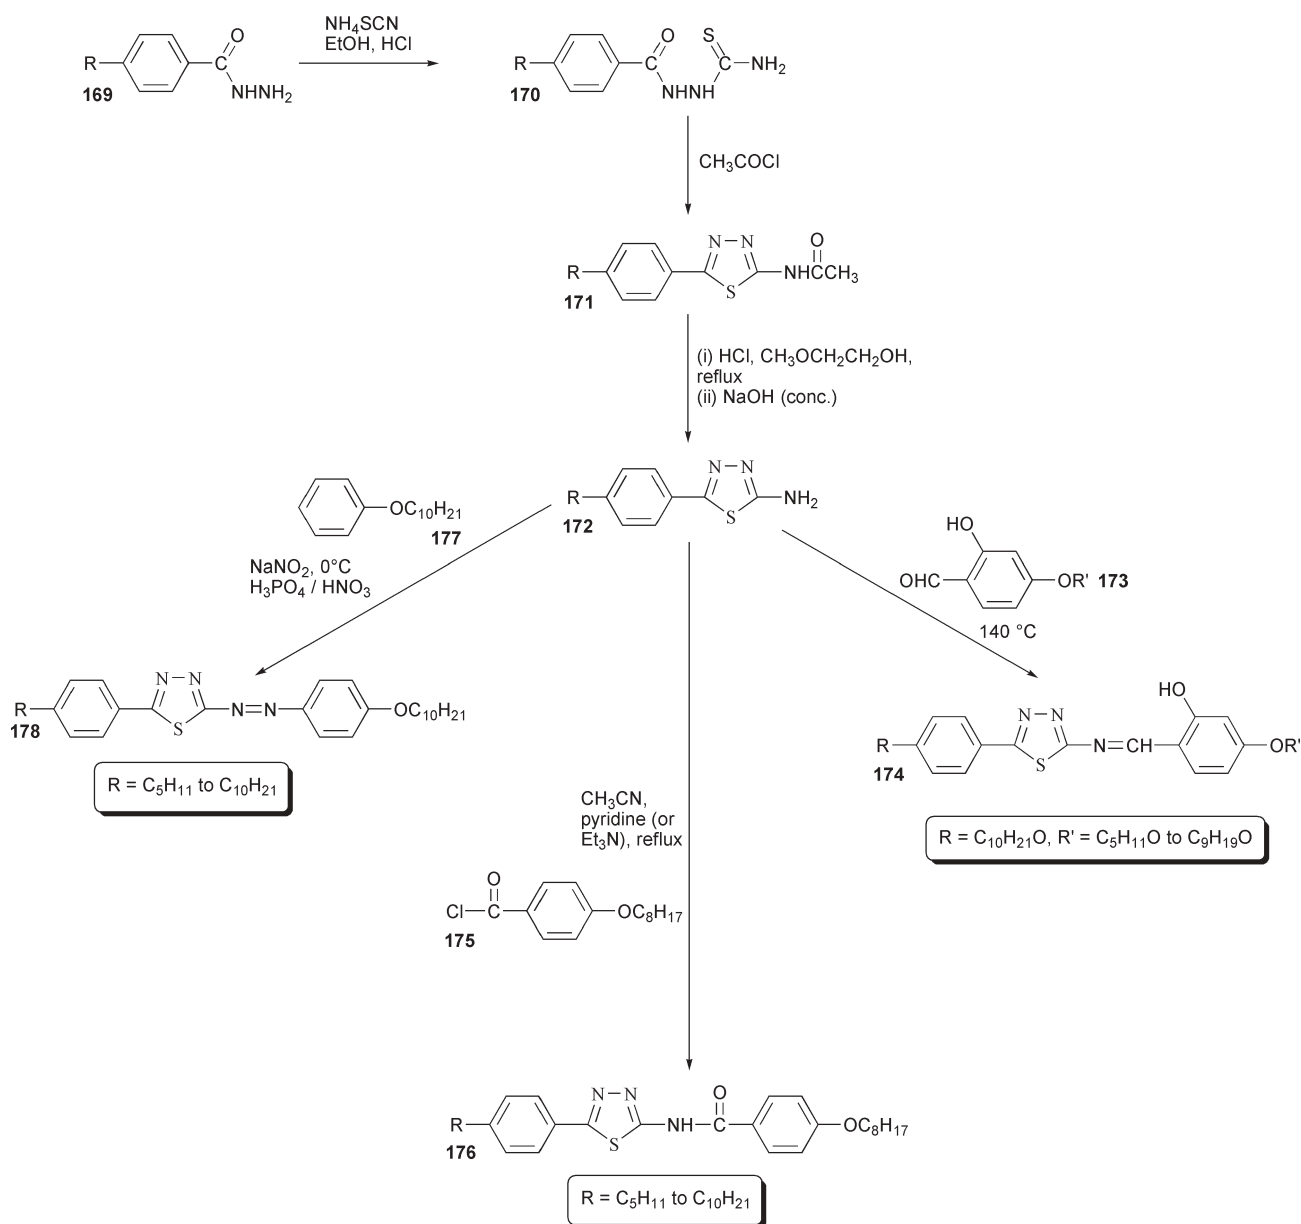 NH4SCN
EtOH, HCl
O
R
C
NHNH2
169
O
S
R
C
C
NH2
NHNH
170
CH3COCl
N N
O
R
S
NHCCH3
171
(i) HCl, CH3OCH2CH2OH,
reflux
(ii) NaOH (conc.)
N N
R
S
NH2
172
OC10H21
177
NaNO2, 0°C
H3PO4 / HNO3
HO
OHC
OR' 173
140 °C
N N
R
S
N=N
OC10H21
178
R = C5H11 to C10H21
HO
N N
R
S
N=CH
OR'
174
R = C10H21O, R' = C5H11O to C9H19O
CH3CN,
pyridine (or
Et3N), reflux
O
Cl C
OC8H17
175
N N
O
R
S
NH C
OC8H17
176
R = C5H11 to C10H21